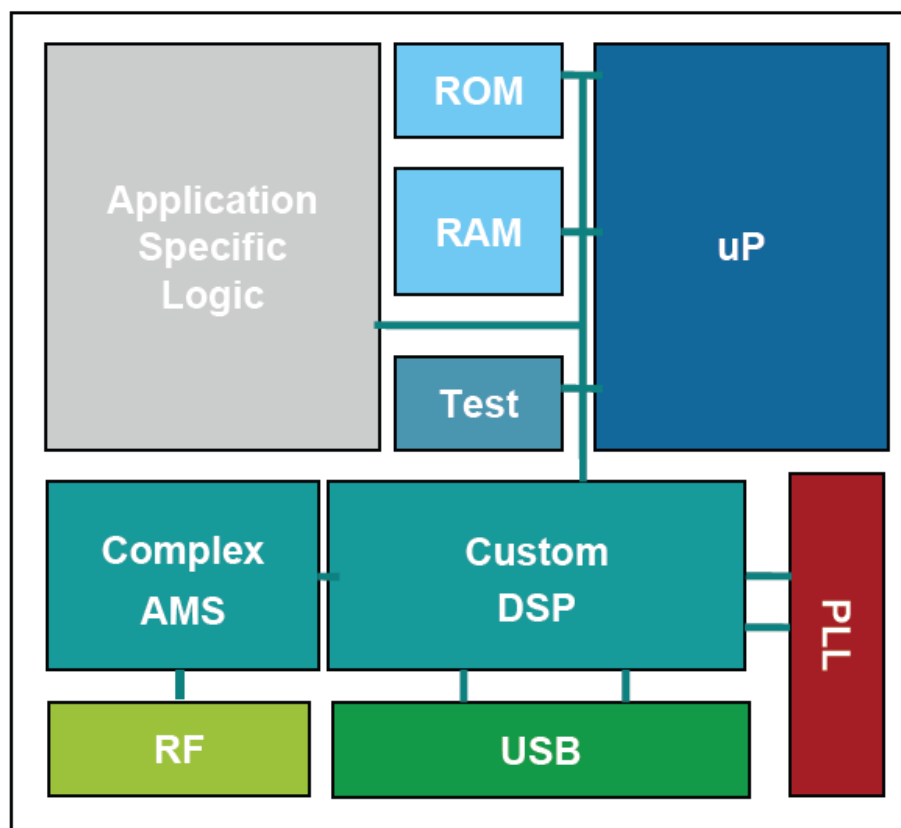 Application
Specific
Logic
ROM
RAM
Test
uP
Complex
AMS
Custom
DSP
PLL
RF
USB